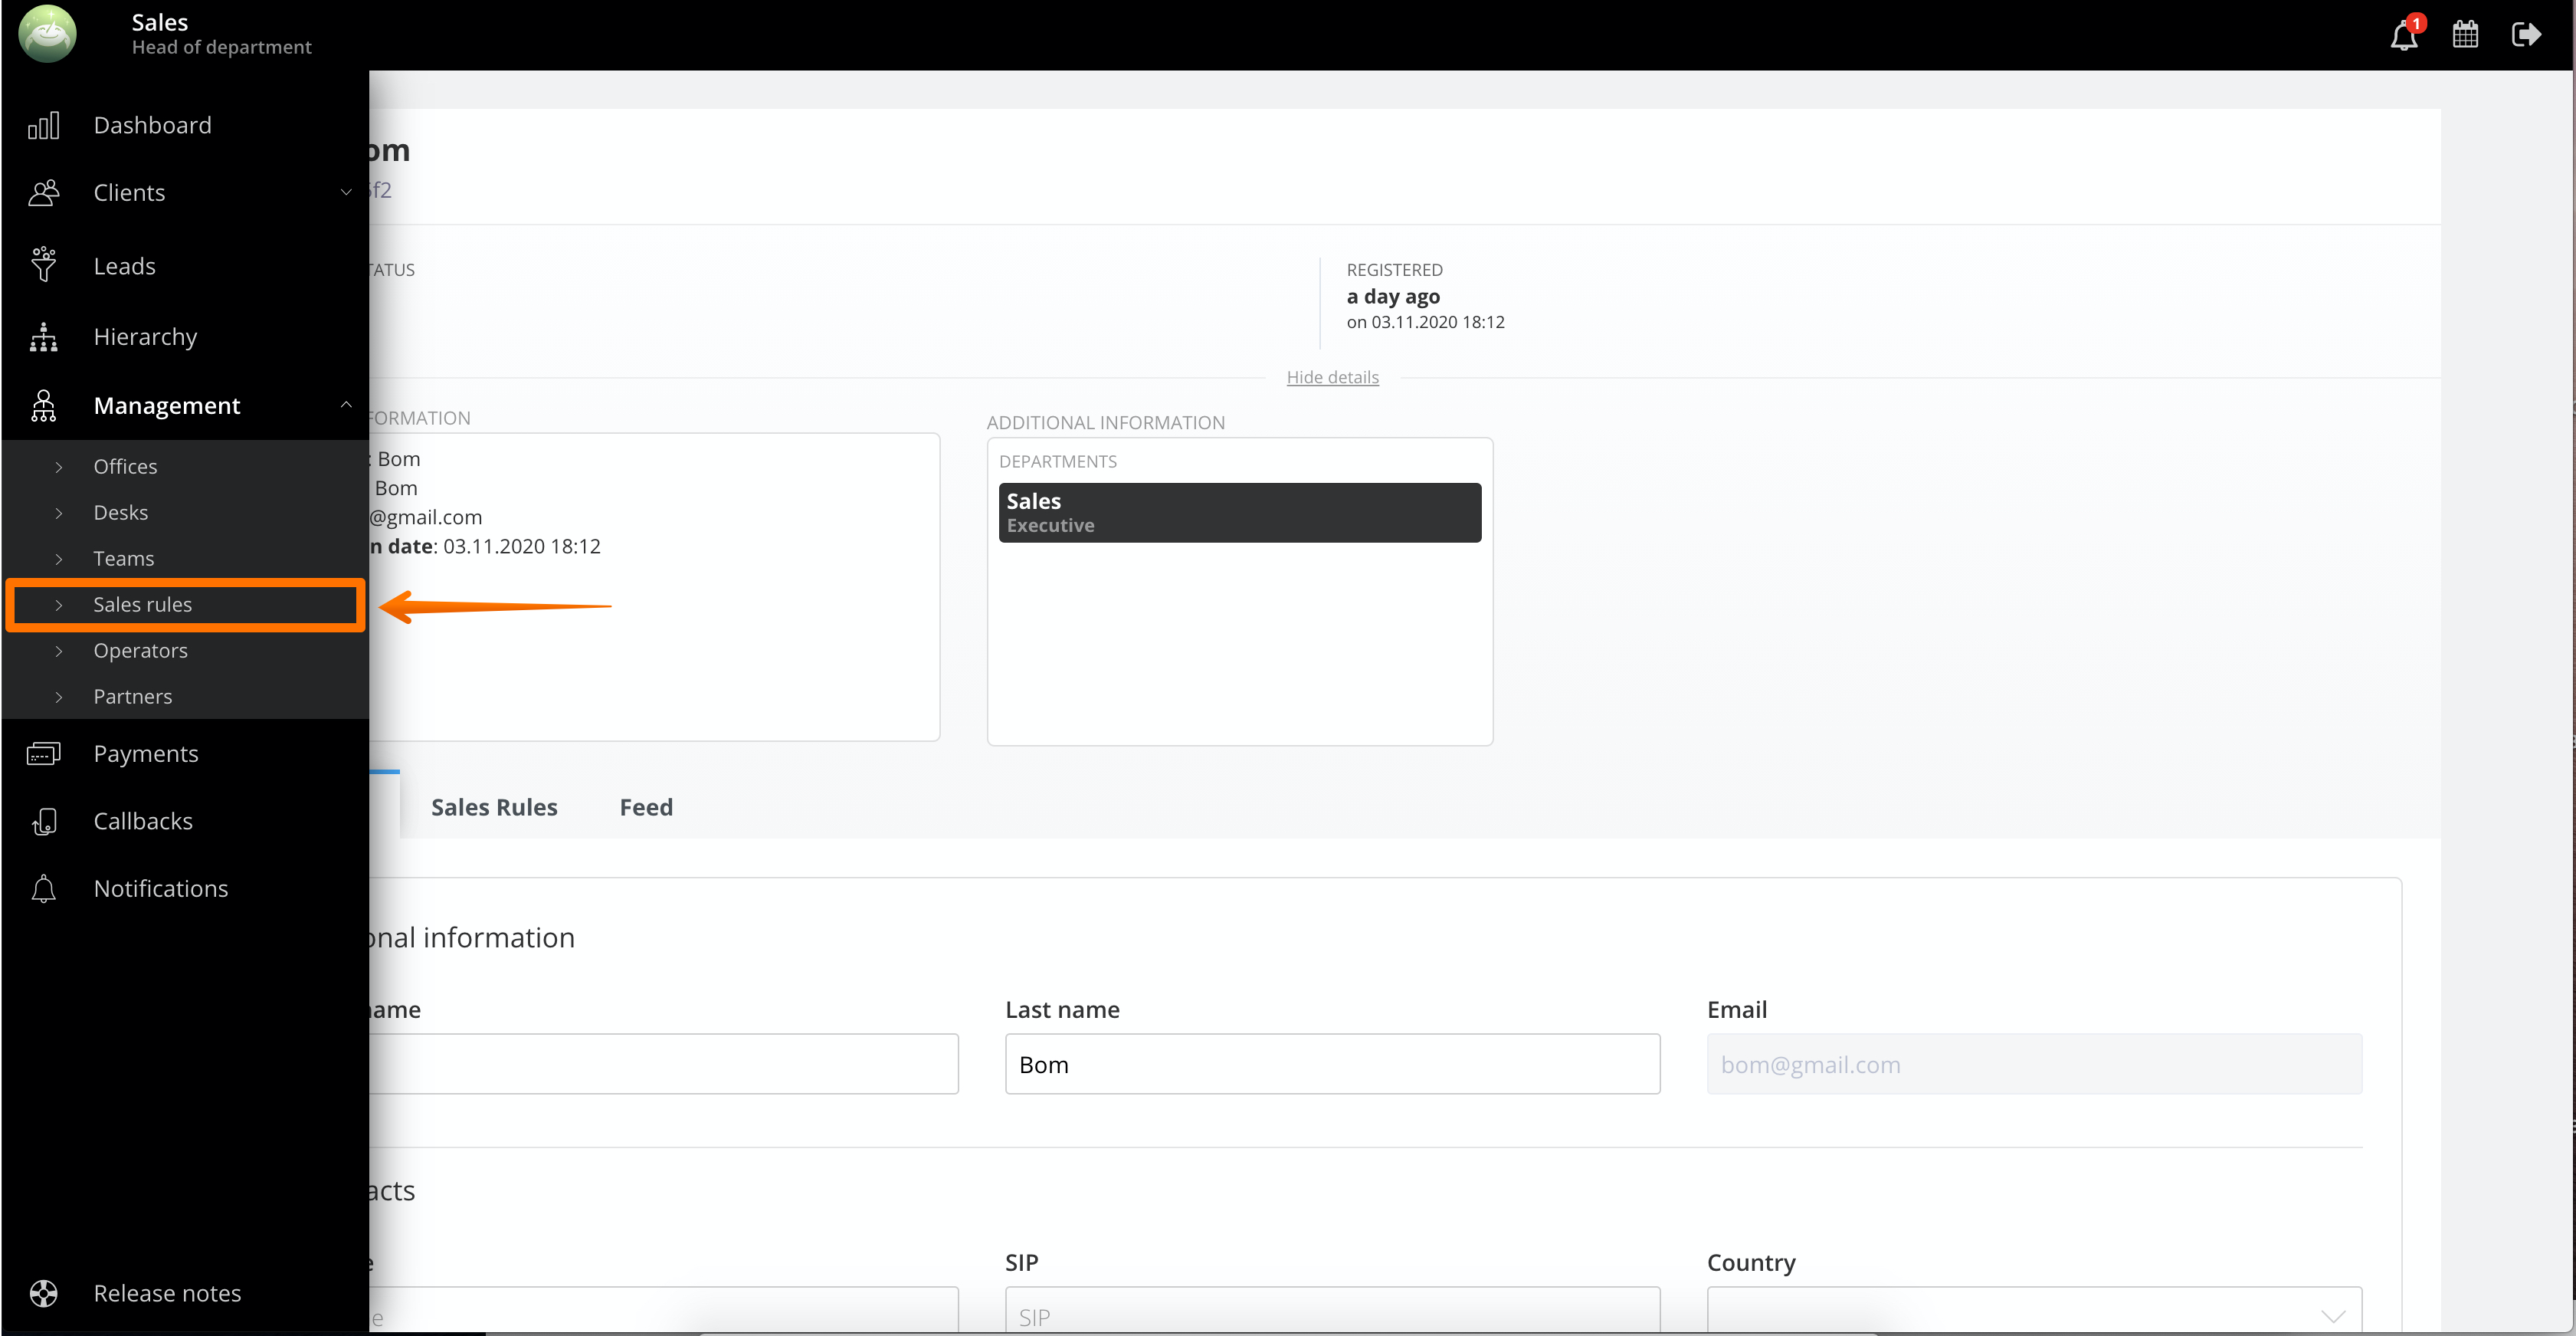 Sales
Head of department
1
Dashboard
Clients
Leads
Hierarchy
Management
Offices
Desks
Teams
Sales rules
Operators
Partners
Payments
Callbacks
Notifications
Release notes
om
f2
TATUS
REGISTERED
a day ago
on 03.11.2020 18:12
Hide details
FORMATION
: Bom
Bom
@gmail.com
n date: 03.11.2020 18:12
ADDITIONAL INFORMATION
DEPARTMENTS
Sales
Executive
Sales Rules
Feed
onal information
ame
Last name
Bom
Email
bom@gmail.com
acts
e
e
SIP
SIP
Country